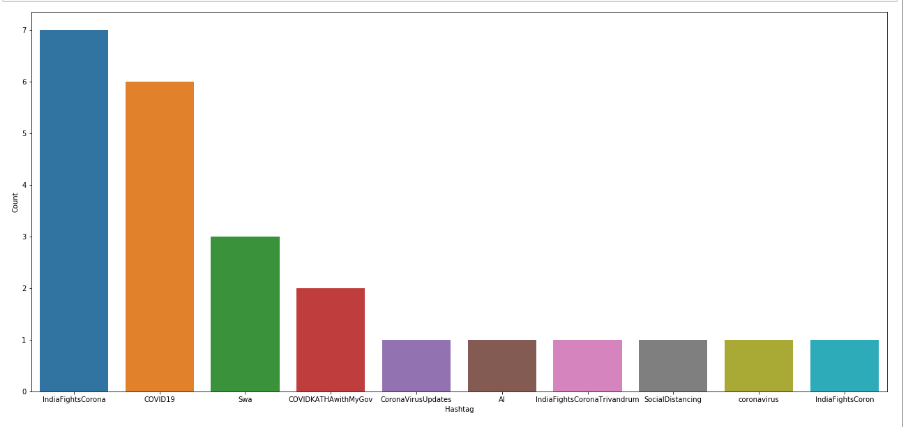 7
6
5
4
3
2
1
0
Count
IndiaFightsCorona COVID19 Swa COVIDKATHAwithMyGov CoronaVirusUpdates AI IndiaFightsCoronaTrivandrum SocialDistancing coronavirus IndiaFightsCoron
Hashtag